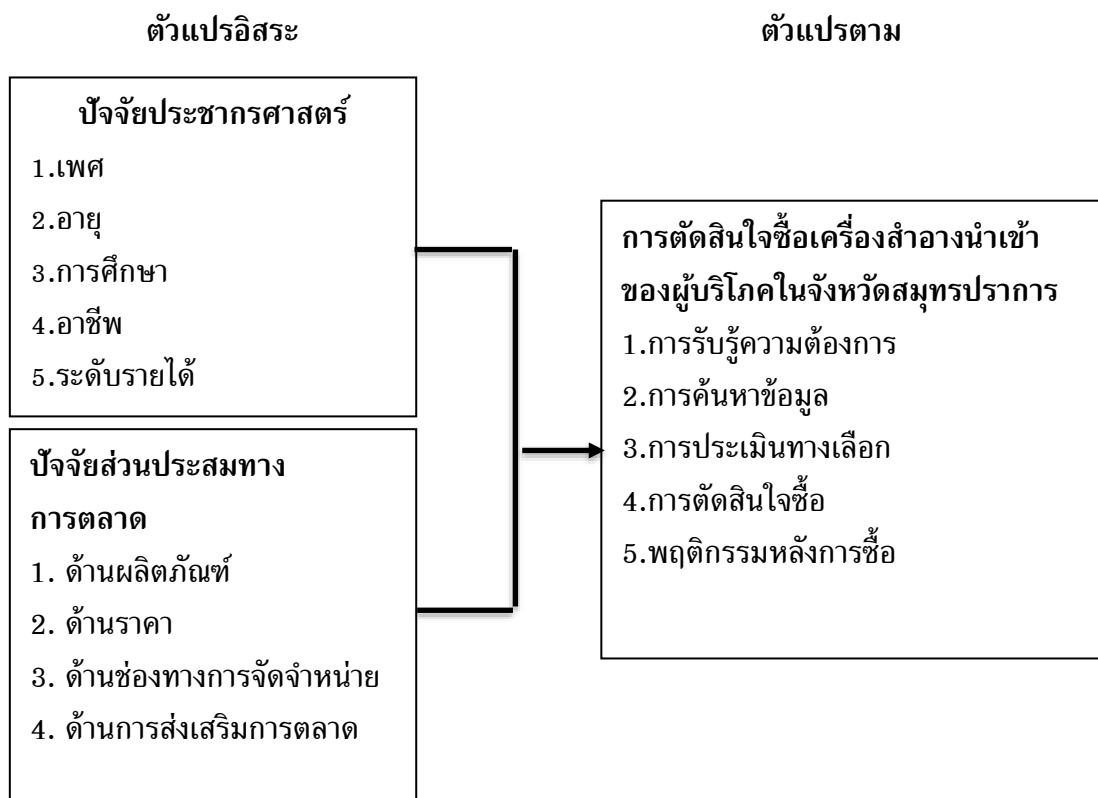 ตัวแปรอิสระ
ตัวแปรตาม
ปัจจัยประชากรศาสตร์
1.เพศ
2.อายุ
3.การศึกษา
4.อาชีพ
5.ระดับรายได้
ปัจจัยส่วนประสมทาง
การตลาด
1. ด้านผลิตภัณฑ์
2. ด้านราคา
3. ด้านช่องทางการจัดจำหน่าย
4. ด้านการส่งเสริมการตลาด
การตัดสินใจซื้อเครื่องสำอางนำเข้า
ของผู้บริโภคในจังหวัดสมุทรปราการ
1.การรับรู้ความต้องการ
2.การค้นหาข้อมูล
3.การประเมินทางเลือก
4.การตัดสินใจซื้อ
5.พฤติกรรมหลังการซื้อ